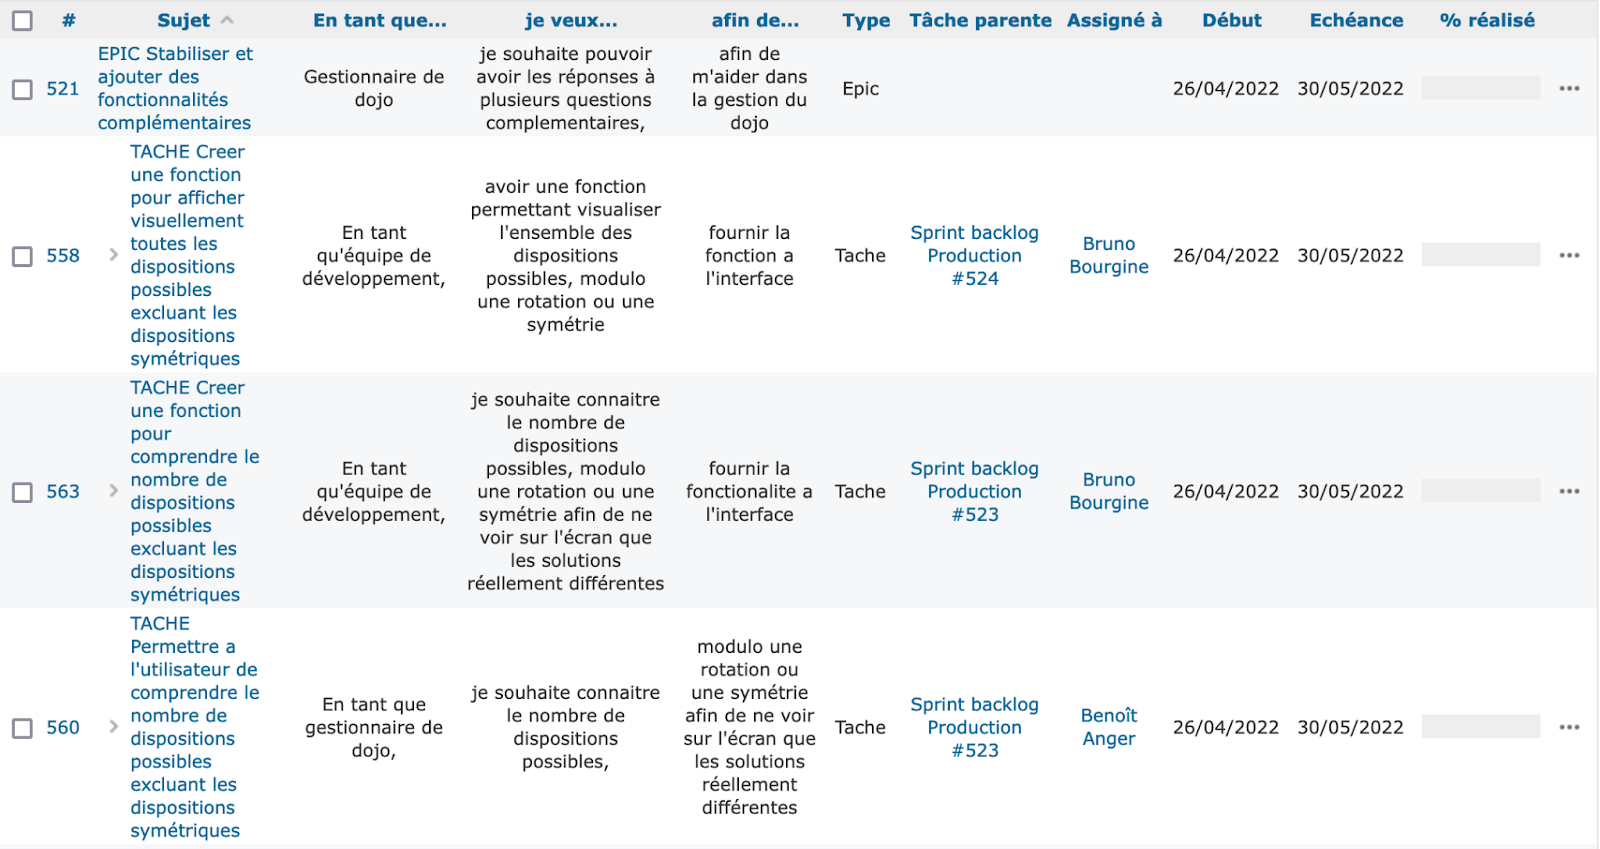 # Sujet En tant que... je veux... afin de... Type Tâche parente Assigné à Début Echéance % réalisé
521
EPIC Stabiliser et
ajouter des
fonctionnalités
complémentaires
Gestionnaire de
dojo
je souhaite pouvoir
avoir les réponses à
plusieurs questions
complementaires,
afin de
m'aider dans
la gestion du
dojo
Epic
26/04/2022
30/05/2022
558
TACHE Creer
une fonction
pour afficher
visuellement
toutes les
dispositions
possibles
excluant les
dispositions
symétriques
En tant
qu'équipe de
développement,
avoir une fonction
permettant visualiser
l'ensemble des
dispositions
possibles, modulo
une rotation ou une
symétrie
fournir la
fonction a
l'interface
Tache
Sprint backlog
Production
#524
Bruno
Bourgine
26/04/2022
30/05/2022
563
TACHE Creer
une fonction
pour
comprendre le
nombre de
dispositions
possibles
excluant les
dispositions
symétriques
En tant
qu'équipe de
développement,
je souhaite connaitre
le nombre de
dispositions
possibles, modulo
une rotation ou une
symétrie afin de ne
voir sur l'écran que
les solutions
réellement différentes
fournir la
fonctionalite a
l'interface
Tache
Sprint backlog
Production
#523
Bruno
Bourgine
26/04/2022
30/05/2022
560
TACHE
Permettre a
l'utilisateur de
comprendre le
nombre de
dispositions
possibles
excluant les
dispositions
symétriques
En tant que
gestionnaire de
dojo,
je souhaite connaitre
le nombre de
dispositions
possibles,
modulo une
rotation ou
une symétrie
afin de ne voir
sur l'écran que
les solutions
réellement
différentes
Tache
Sprint backlog
Production
#523
Benoît
Anger
26/04/2022
30/05/2022